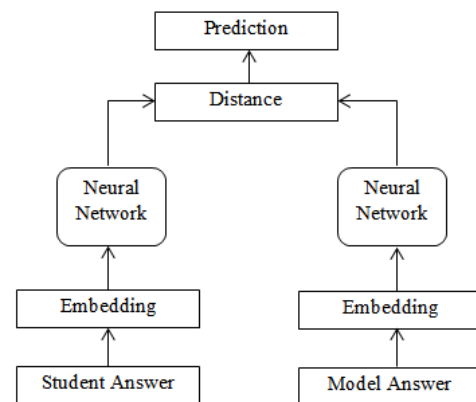 Prediction
Distance
Neural
Network
Neural
Network
Embedding
Embedding
Student Answer
Model Answer